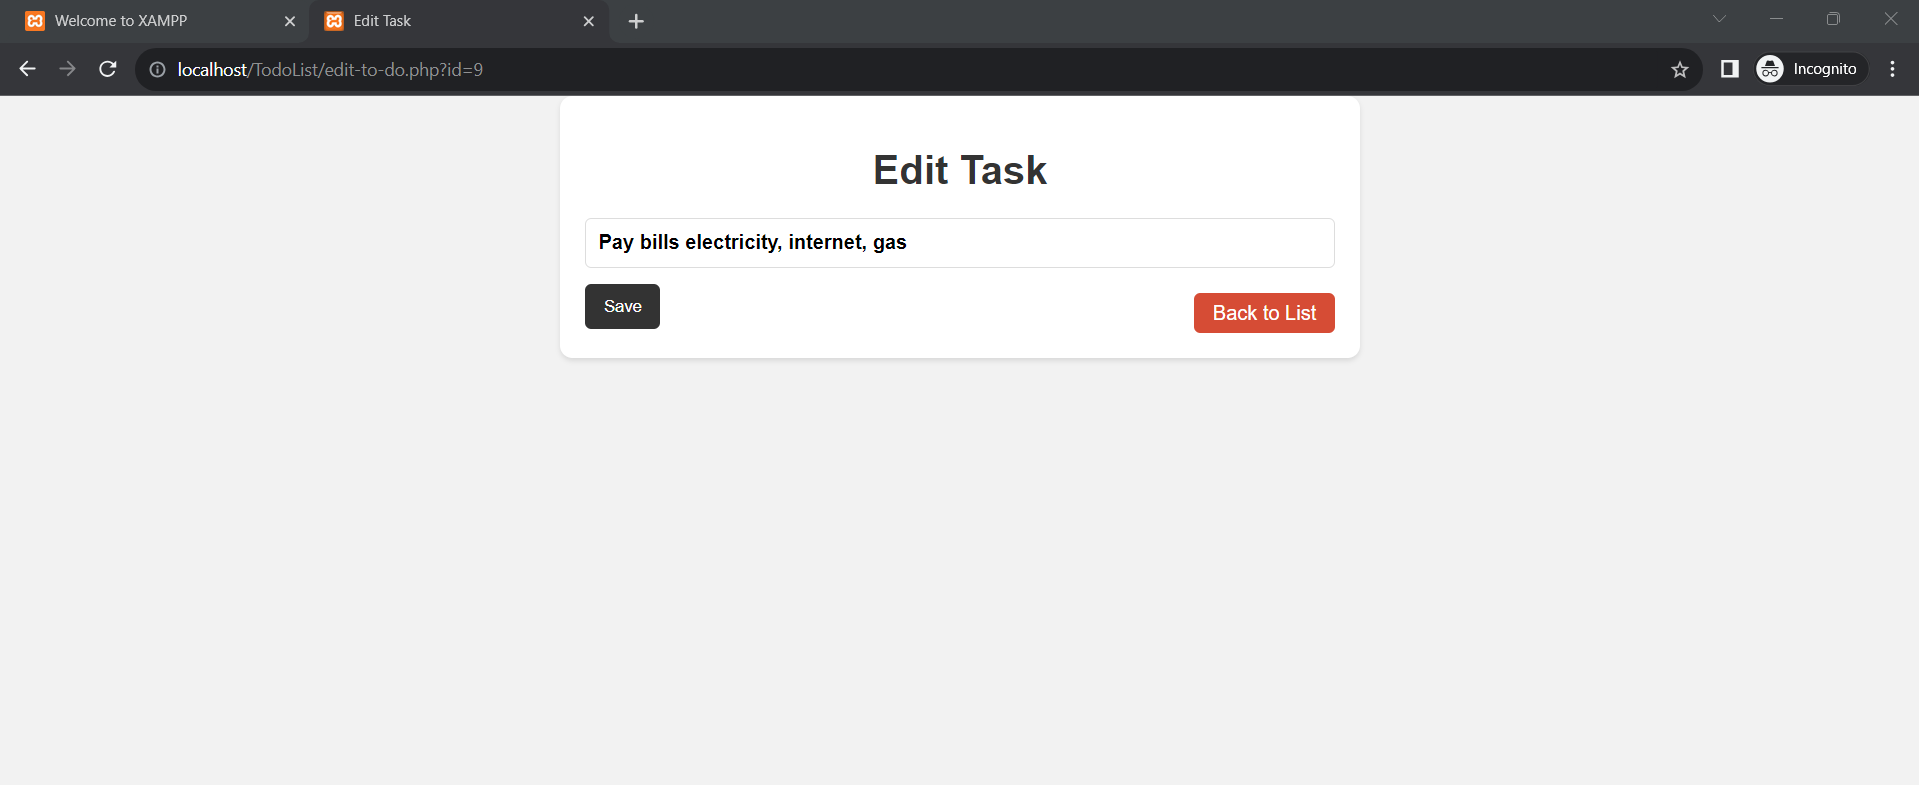 Welcome to XAMPP
Edit Task
localhost/TodoList/edit-to-do.php?id=9
Incognito
Edit Task
Pay bills electricity, internet, gas
Save
Back to List